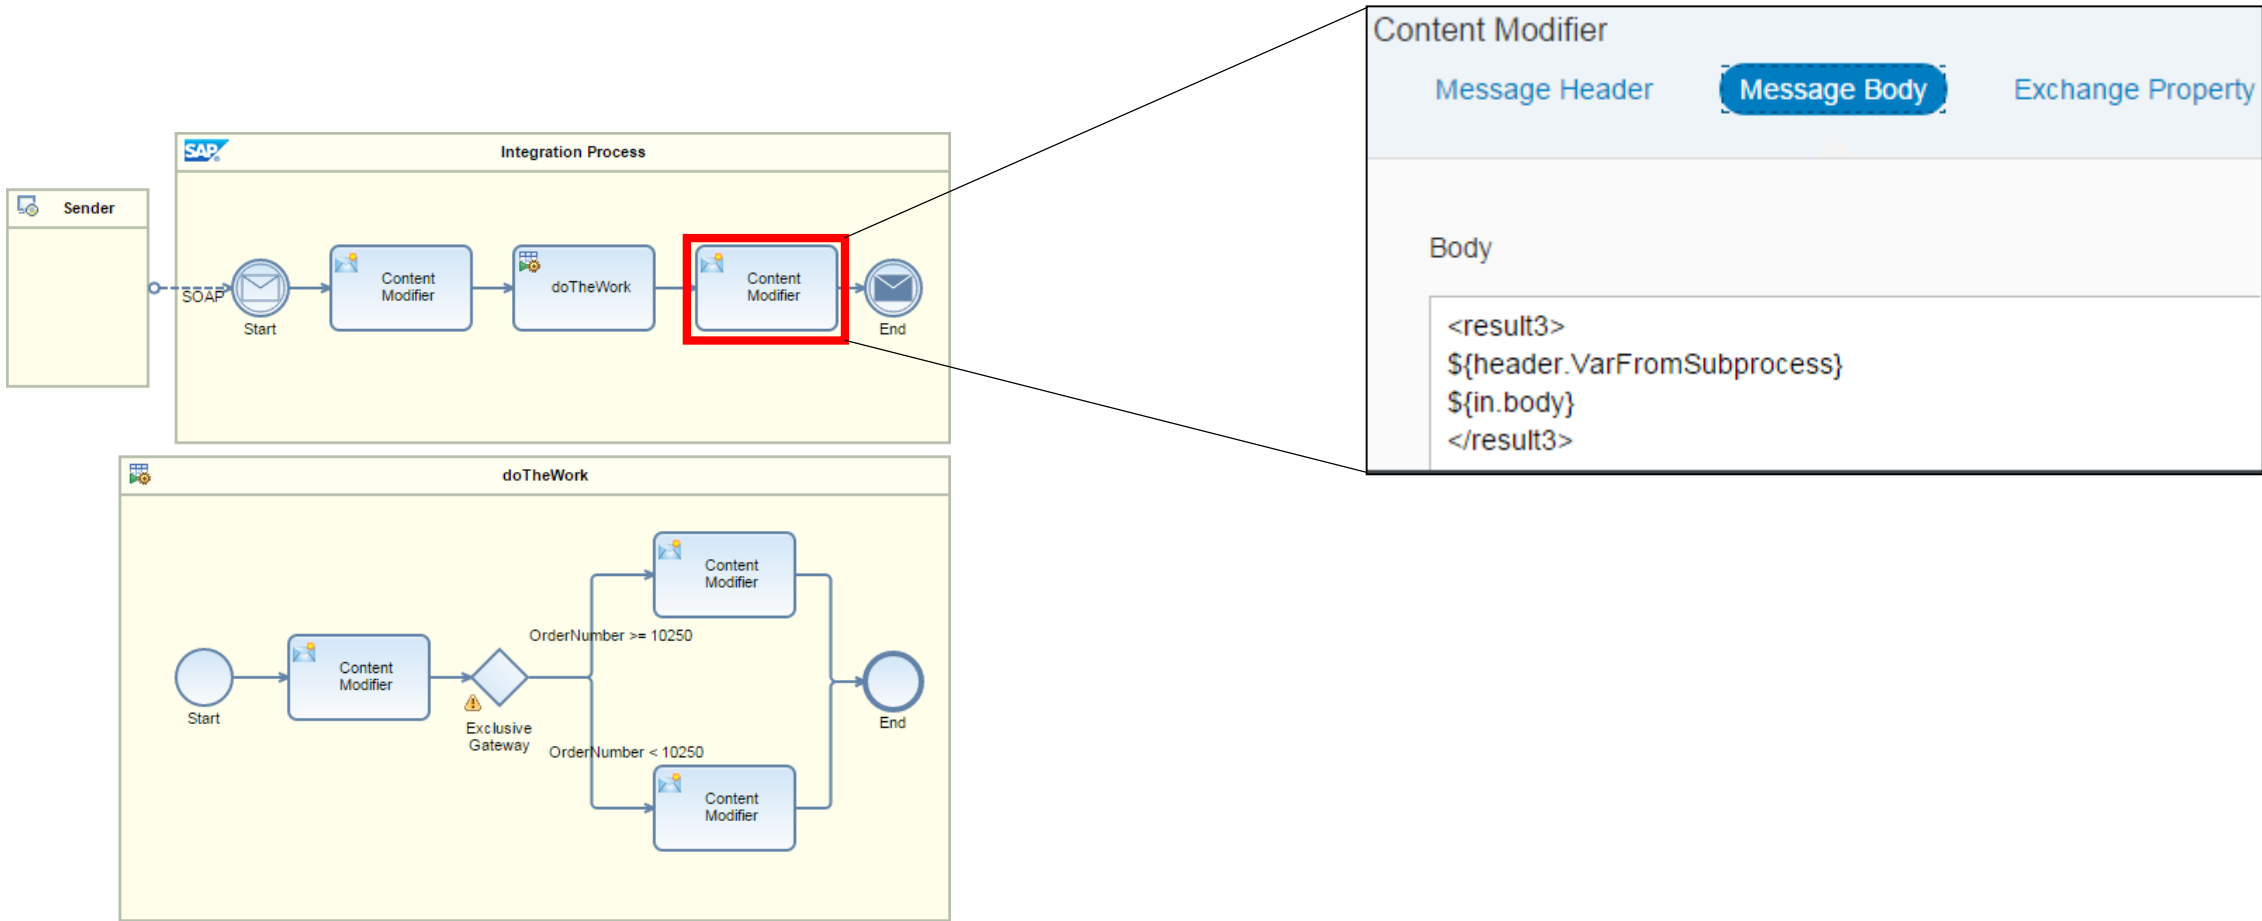 Content Modifier
Message Header
Message Body
Exchange Property
Body
<result3>
${header.VarFromSubprocess}
${in.body}
</result3>
SAP
Integration Process
Sender
SOAP
Start
Content
Modifier
doTheWork
Content
Modifier
End
doTheWork
Start
Content
Modifier
Exclusive
Gateway
OrderNumber >= 10250
Content
Modifier
OrderNumber < 10250
Content
Modifier
End